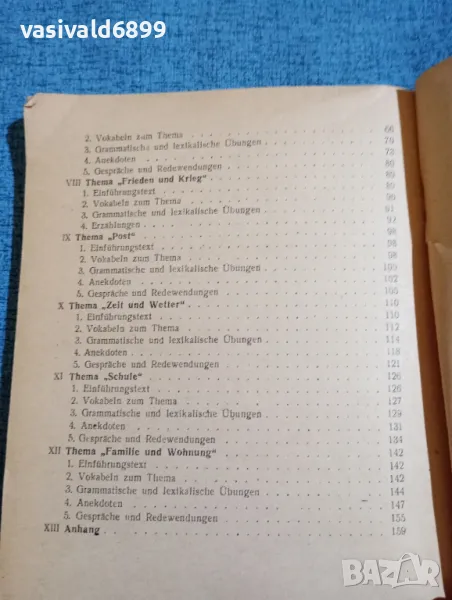 vasivald6899
2. Vokabeln zum Thema . . . 66
3. Grammatische und lexikalische Übungen . . . 70
4. Anekdoten . . . 78
5. Gespräche und Redewendungen . . . 80
VIII Thema „Frieden und Krieg“ . . . 89
1. Einführungstext . . . 89
2. Vokabeln zum Thema . . . 90
3. Grammatische und lexikalische Übungen . . . 91
4. Erzählungen . . . 97
IX Thema „Post“ . . . 98
1. Einführungstext . . . 98
2. Vokabeln zum Thema . . . 98
3. Grammatische und lexikalische Übungen . . . 105
4. Anekdoten . . . 107
5. Gespräche und Redewendungen . . . 108
X Thema „Zeit und Wetter“ . . . 110
1. Einführungstext . . . 110
2. Vokabeln zum Thema . . . 112
3. Grammatische und lexikalische Übungen . . . 114
4. Anekdoten . . . 118
5. Gespräche und Redewendungen . . . 121
XI Thema „Schule“ . . . 126
1. Einführungstext . . . 126
2. Vokabeln zum Thema . . . 127
3. Grammatische und lexikalische Übungen . . . 129
4. Anekdoten . . . 131
5. Gespräche und Redewendungen . . . 134
XII Thema „Familie und Wohnung“ . . . 142
1. Einführungstext . . . 142
2. Vokabeln zum Thema . . . 142
3. Grammatische und lexikalische Übungen . . . 144
4. Anekdoten . . . 147
5. Gespräche und Redewendungen . . . 155
XIII Anhang . . . 159
BAZAR
.bg